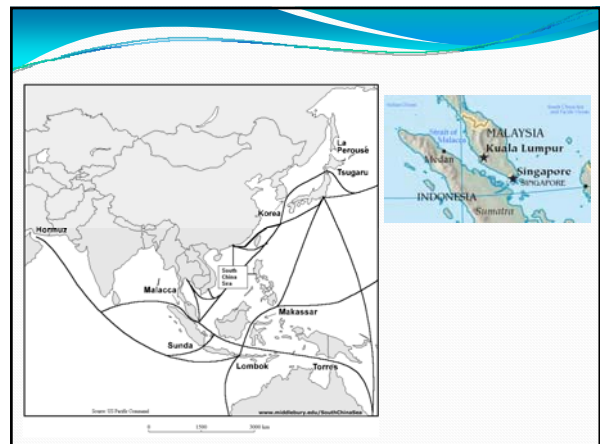 La
Perouse
Tsugaru
Korea
Hormuz
South
China
Sea
Malacca
Makassar
Sunda
Lombok
Torres
Source: US Pacific Command
www.middlebury.edu/SouthChinaSea
0 1500 3000 km
Strait of
Malacca
MALAYSIA
Kuala Lumpur
Medan
Singapore
SINGAPORE
INDONESIA
Sumatra